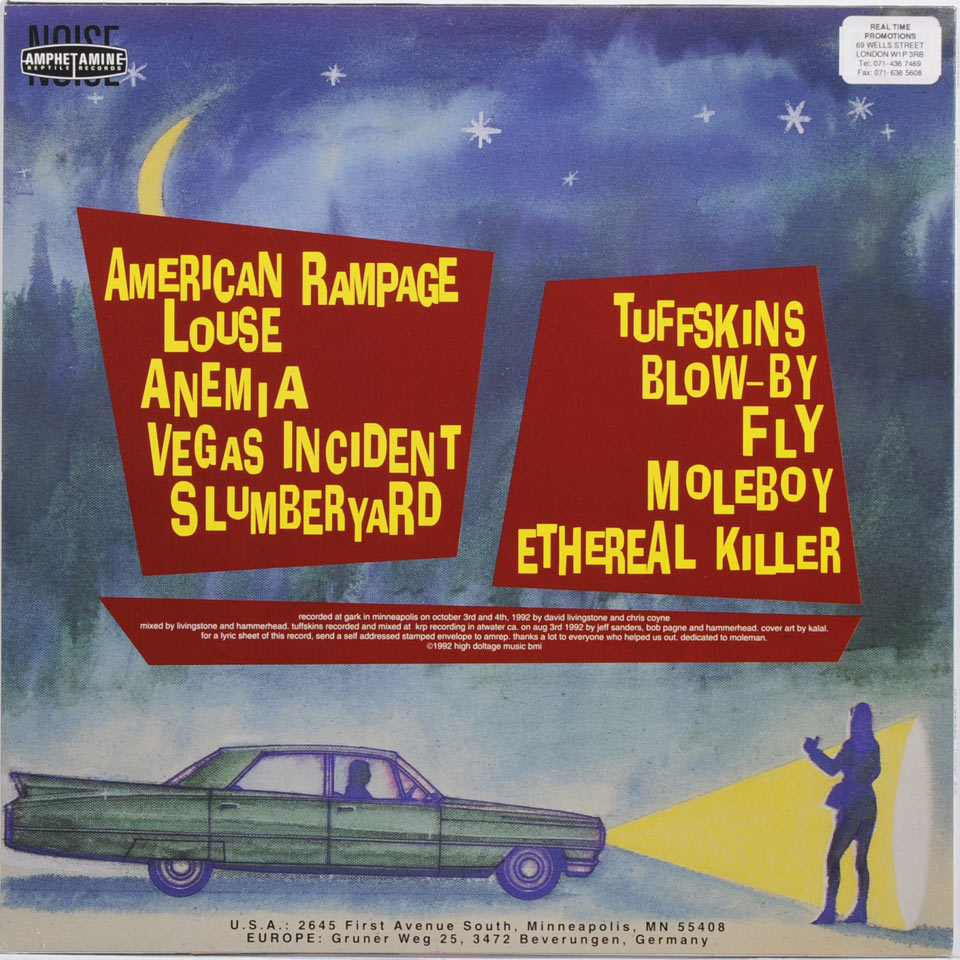 NOISE
AMPHETAMINE
REPTILE RECORDS
NOISE
REAL TIME
PROMOTIONS
69 WELLS STREET
LONDON W1P 3RB
Tel: 071- 436 7469
Fax: 071- 636 5608
AMERICAN RAMPAGE
LOUSE
ANEMIA
VEGAS INCIDENT
SLUMBERYARD
TUFFSKINS
BLOW-BY
FLY
MOLEBOY
ETHEREAL KILLER
recorded at gark in minneapolis on october 3rd and 4th, 1992 by david livingstone and chris coyne
mixed by livingstone and hammerhead. tuffskins recorded and mixed at krp recording in atwater ca. on aug 3rd 1992 by jeff sanders, bob pagne and hammerhead. cover art by kalal.
for a lyric sheet of this record, send a self addressed stamped envelope to amrep. thanks a lot to everyone who helped us out. dedicated to moleman.
©1992 high doltage music bmi
U.S.A.: 2645 First Avenue South, Minneapolis, MN 55408
EUROPE: Gruner Weg 25, 3472 Beverungen, Germany